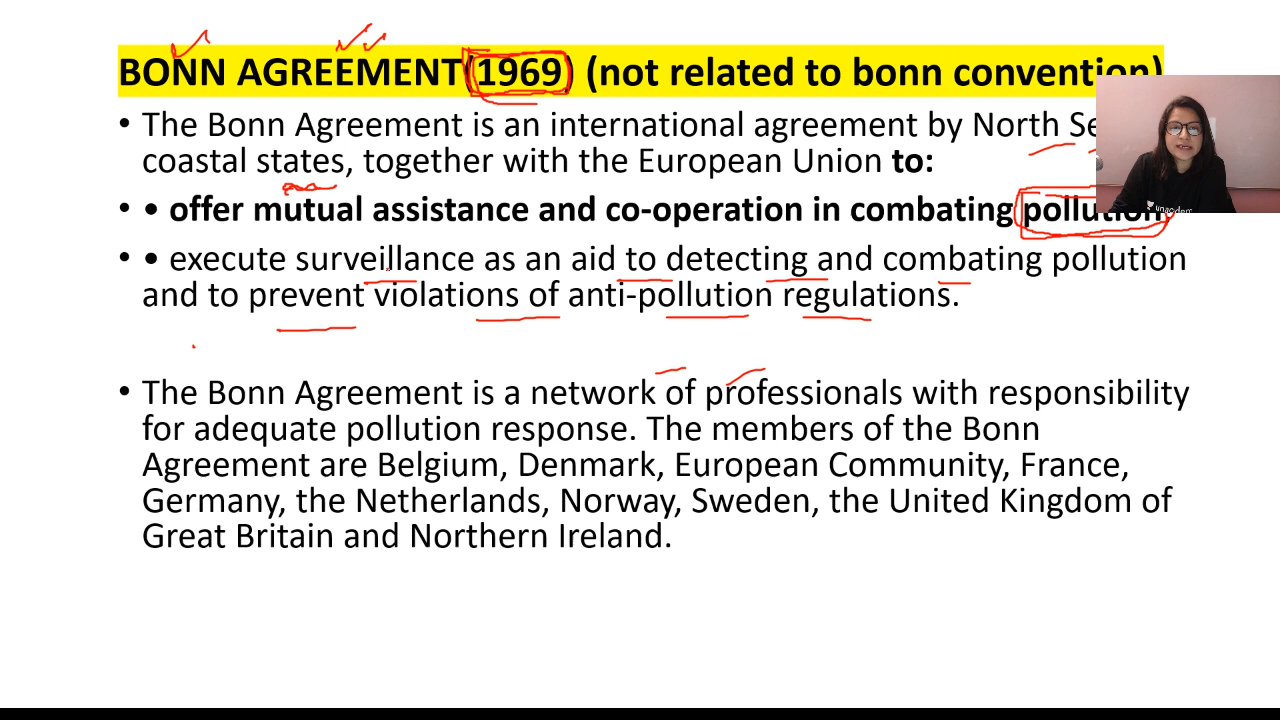 BONN AGREEMENT(1969) (not related to bonn convention)
• The Bonn Agreement is an international agreement by North
coastal states, together with the European Union to:
• • offer mutual assistance and co-operation in combating pollution
• • execute surveillance as an aid to detecting and combating pollution
and to prevent violations of anti-pollution regulations.
• The Bonn Agreement is a network of professionals with responsibility
for adequate pollution response. The members of the Bonn
Agreement are Belgium, Denmark, European Community, France,
Germany, the Netherlands, Norway, Sweden, the United Kingdom of
Great Britain and Northern Ireland.